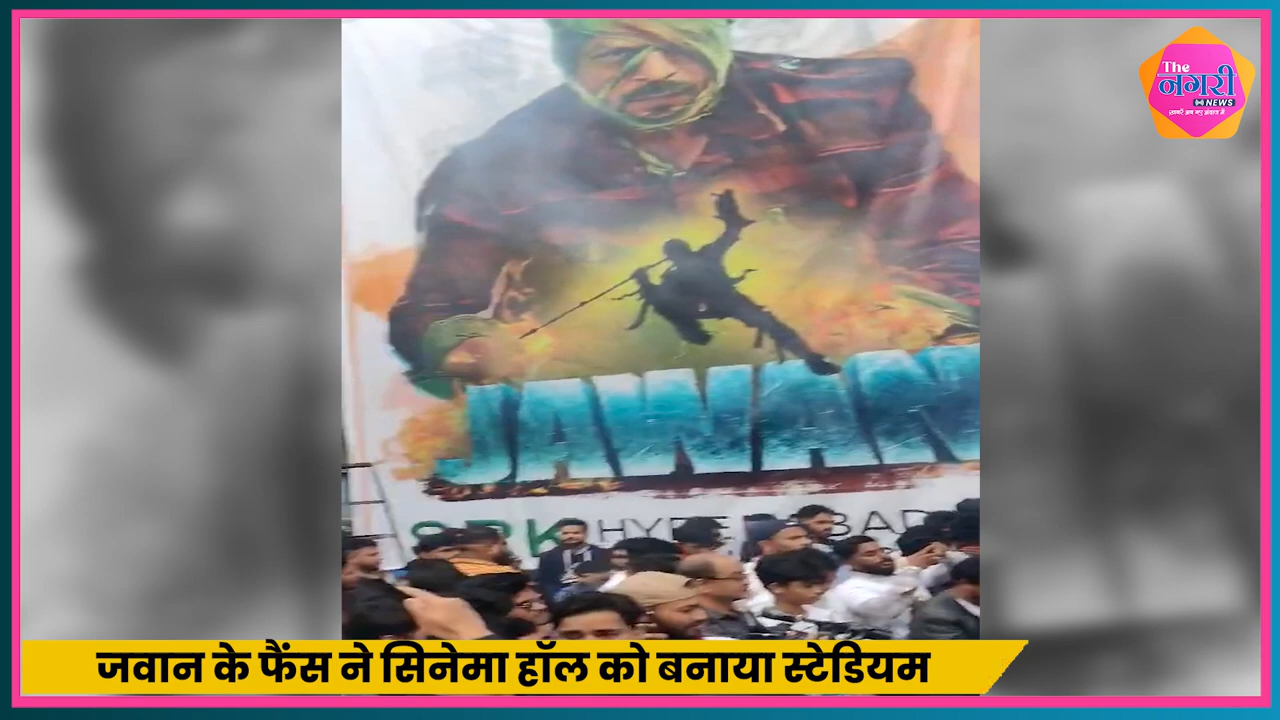 The
नगरी
NEWS
JAWAN
SRK HYDERABAD
जवान के फैंस ने सिनेमा हॉल को बनाया स्टेडियम